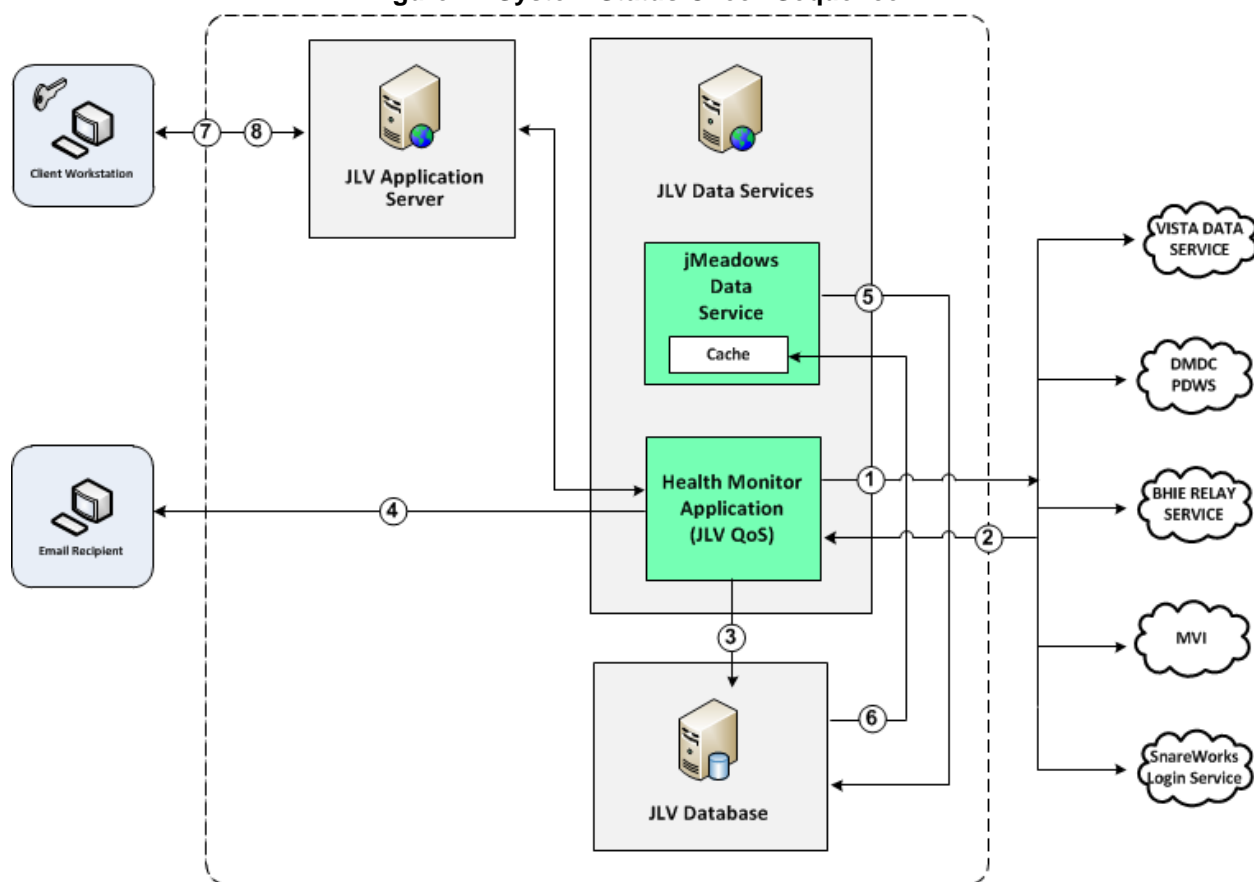 7
8
Client Workstation
JLV Application
Server
JLV Data Services
VISTA DATA
SERVICE
jMeadows
Data
Service
5
Cache
DMDC
PDWS
Health Monitor
Application
(JLV QoS)
1
BHIE RELAY
SERVICE
4
2
Email Recipient
3
MVI
6
SnareWorks
Login Service
JLV Database